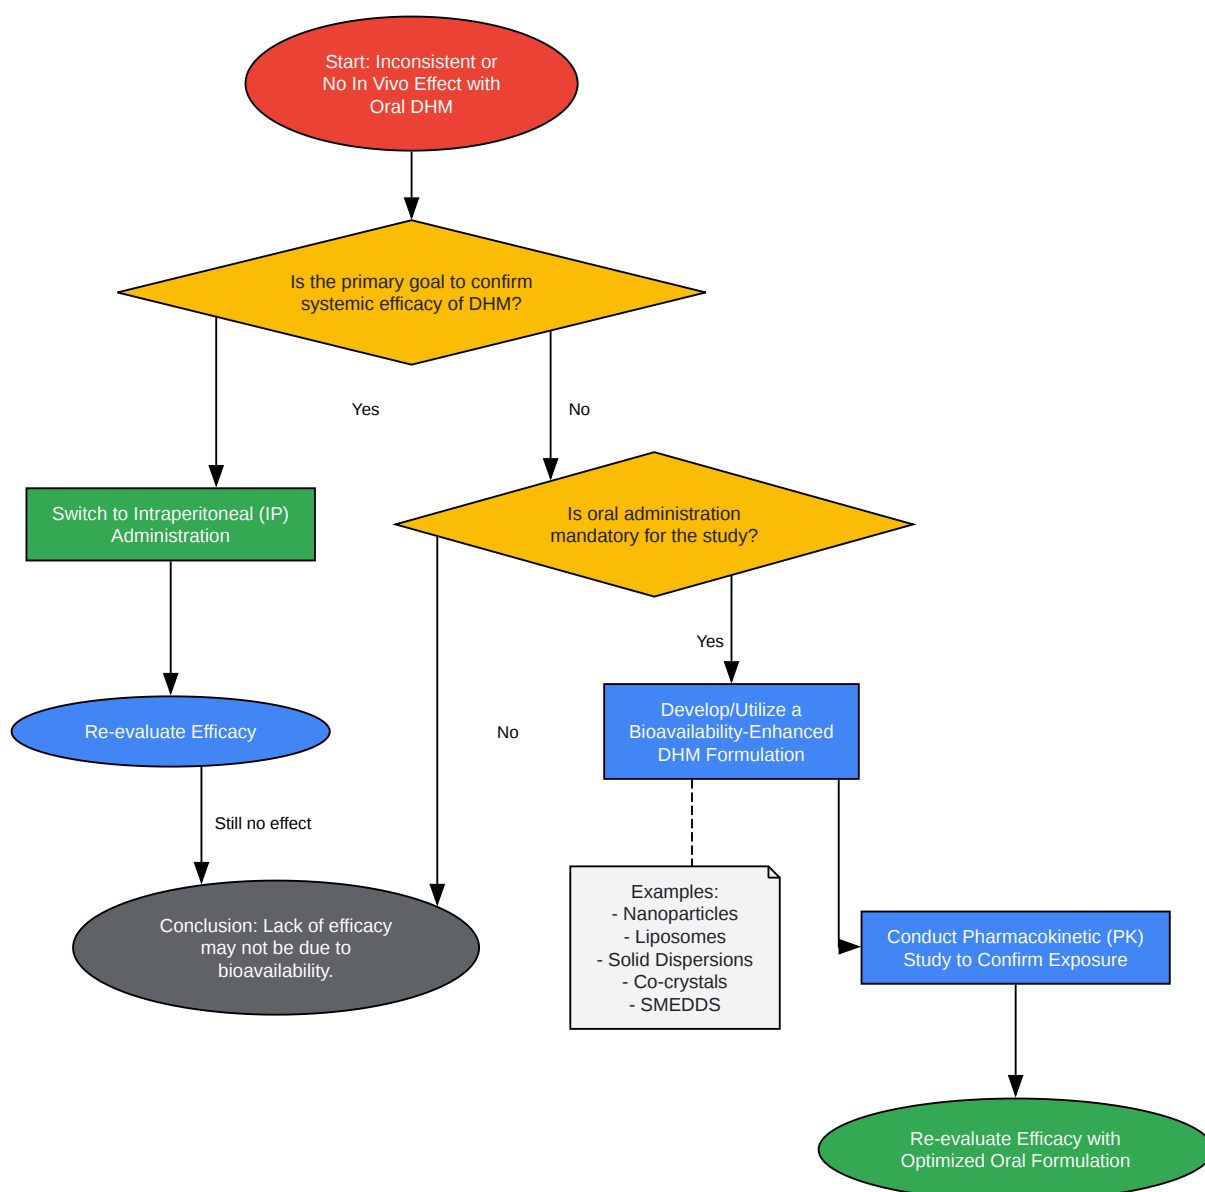 Start: Inconsistent or
No In Vivo Effect with
Oral DHM
Is the primary goal to confirm
systemic efficacy of DHM?
Yes
No
Switch to Intraperitoneal (IP)
Administration
Is oral administration
mandatory for the study?
Yes
No
Re-evaluate Efficacy
Develop/Utilize a
Bioavailability-Enhanced
DHM Formulation
Still no effect
Conclusion: Lack of efficacy
may not be due to
bioavailability.
Examples:
- Nanoparticles
- Liposomes
- Solid Dispersions
- Co-crystals
- SMEDDS
Conduct Pharmacokinetic (PK)
Study to Confirm Exposure
Re-evaluate Efficacy with
Optimized Oral Formulation